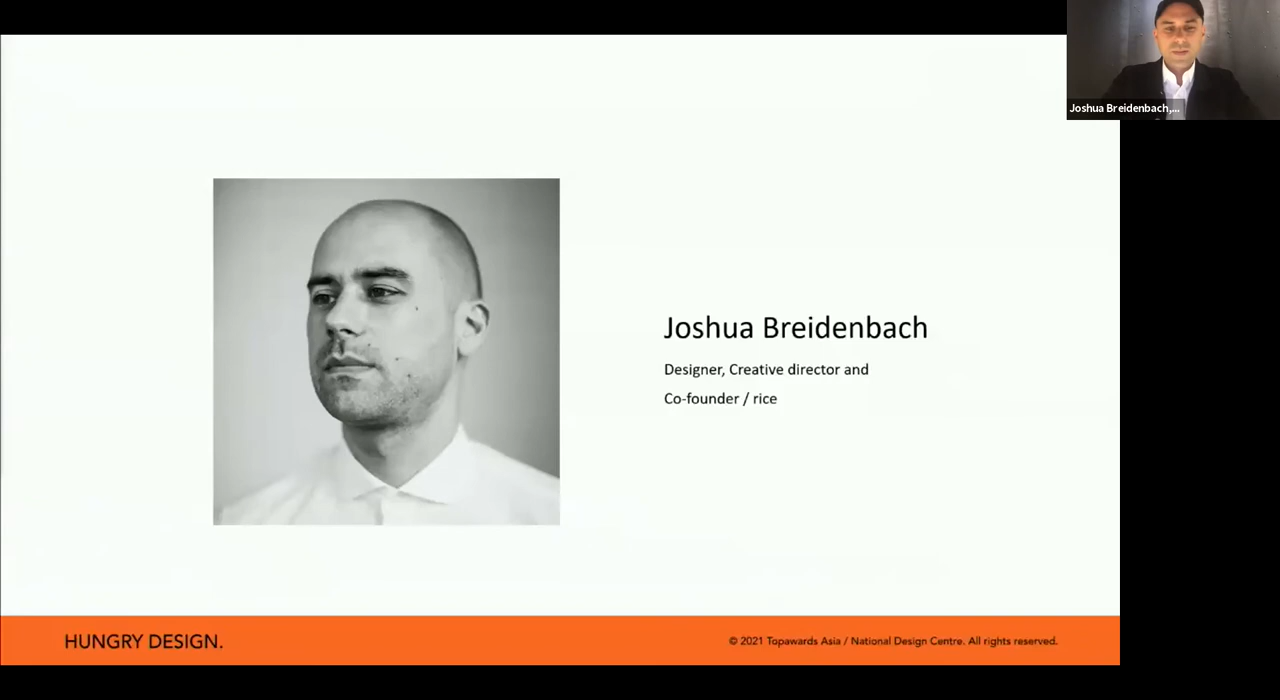 Joshua Breidenbach,...
Joshua Breidenbach
Designer, Creative director and
Co-founder / rice
HUNGRY DESIGN.
© 2021 Topawards Asia / National Design Centre. All rights reserved.